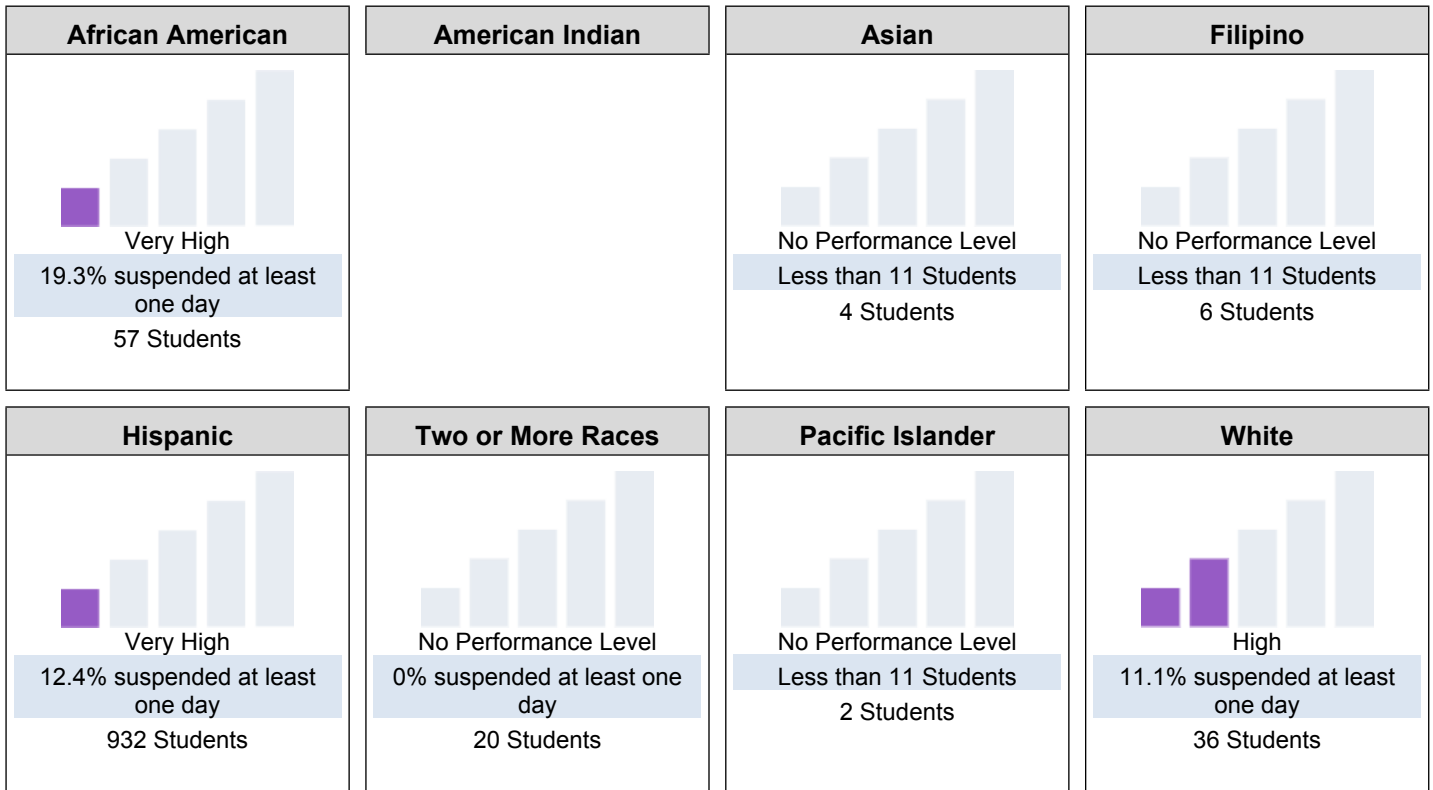 African American
American Indian
Asian
Filipino
Very High
19.3% suspended at least
one day
57 Students
No Performance Level
Less than 11 Students
4 Students
No Performance Level
Less than 11 Students
6 Students
Hispanic
Two or More Races
Pacific Islander
White
Very High
12.4% suspended at least
one day
932 Students
No Performance Level
0% suspended at least one
day
20 Students
No Performance Level
Less than 11 Students
2 Students
High
11.1% suspended at least
one day
36 Students